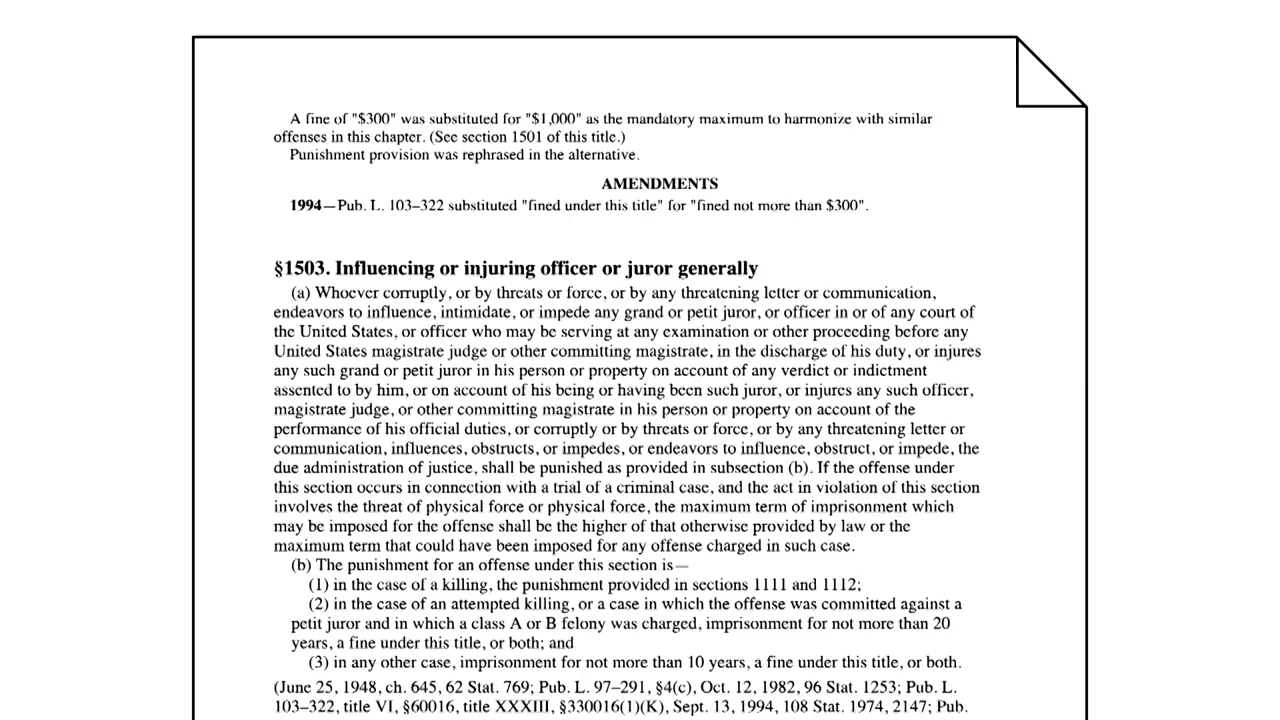 A fine of "$300" was substituted for "$1,000" as the mandatory maximum to harmonize with similar
offenses in this chapter. (See section 1501 of this title.)
Punishment provision was rephrased in the alternative.
AMENDMENTS
1994—Pub. L. 103–322 substituted "fined under this title" for "fined not more than $300".
§1503. Influencing or injuring officer or juror generally
(a) Whoever corruptly, or by threats or force, or by any threatening letter or communication,
endeavors to influence, intimidate, or impede any grand or petit juror, or officer in or of any court of
the United States, or officer who may be serving at any examination or other proceeding before any
United States magistrate judge or other committing magistrate, in the discharge of his duty, or injures
any such grand or petit juror in his person or property on account of any verdict or indictment
assented to by him, or on account of his being or having been such juror, or injures any such officer,
magistrate judge, or other committing magistrate in his person or property on account of the
performance of his official duties, or corruptly or by threats or force, or by any threatening letter or
communication, influences, obstructs, or impedes, or endeavors to influence, obstruct, or impede, the
due administration of justice, shall be punished as provided in subsection (b). If the offense under
this section occurs in connection with a trial of a criminal case, and the act in violation of this section
involves the threat of physical force or physical force, the maximum term of imprisonment which
may be imposed for the offense shall be the higher of that otherwise provided by law or the
maximum term that could have been imposed for any offense charged in such case.
(b) The punishment for an offense under this section is—
(1) in the case of a killing, the punishment provided in sections 1111 and 1112;
(2) in the case of an attempted killing, or a case in which the offense was committed against a
petit juror and in which a class A or B felony was charged, imprisonment for not more than 20
years, a fine under this title, or both; and
(3) in any other case, imprisonment for not more than 10 years, a fine under this title, or both.
(June 25, 1948, ch. 645, 62 Stat. 769; Pub. L. 97–291, §4(c), Oct. 12, 1982, 96 Stat. 1253; Pub. L.
103–322, title VI, §60016, title XXXIII, §330016(1)(K), Sept. 13, 1994, 108 Stat. 1974, 2147; Pub.